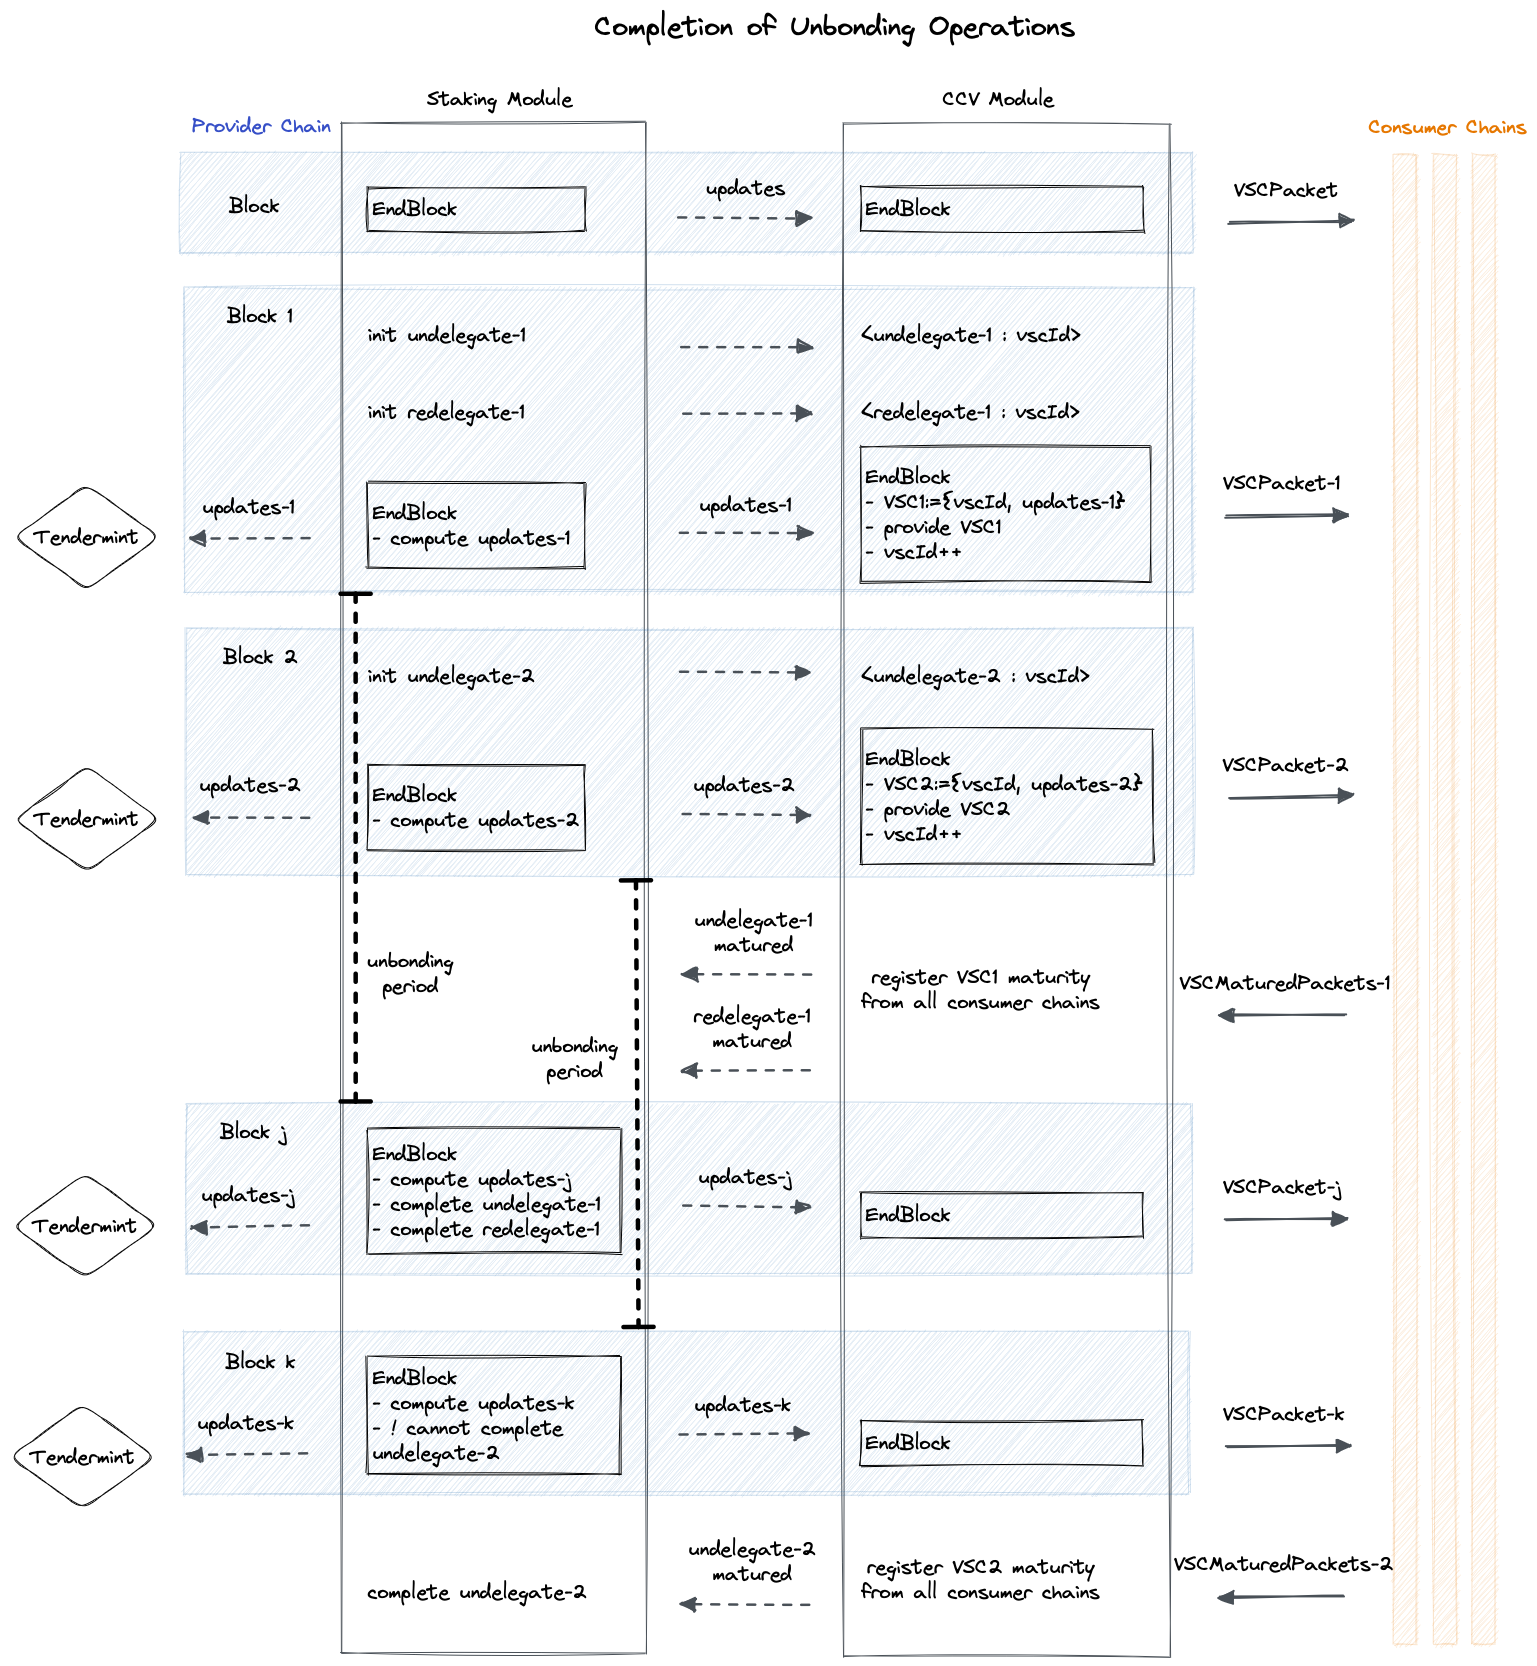 Completion of Unbonding Operations
Staking Module
CCV Module
Provider Chain
Consumer Chains
Block
EndBlock
updates
EndBlock
VSCPacket
Block 1
init undelegate-1
<undelegate-1 : vscId>
init redelegate-1
<redelegate-1 : vscId>
Tendermint
updates-1
EndBlock
- compute updates-1
updates-1
EndBlock
- VSC1:={vscId, updates-1}
- provide VSC1
- vscId++
VSCPacket-1
Block 2
init undelegate-2
<undelegate-2 : vscId>
Tendermint
updates-2
EndBlock
- compute updates-2
updates-2
EndBlock
- VSC2:={vscId, updates-2}
- provide VSC2
- vscId++
VSCPacket-2
unbonding
period
undelegate-1
matured
register VSC1 maturity
from all consumer chains
VSCMaturedPackets-1
unbonding
period
redelegate-1
matured
Block j
Tendermint
updates-j
EndBlock
- compute updates-j
- complete undelegate-1
- complete redelegate-1
updates-j
EndBlock
VSCPacket-j
Block k
Tendermint
updates-k
EndBlock
- compute updates-k
- ! cannot complete
undelegate-2
updates-k
EndBlock
VSCPacket-k
complete undelegate-2
undelegate-2
matured
register VSC2 maturity
from all consumer chains
VSCMaturedPackets-2